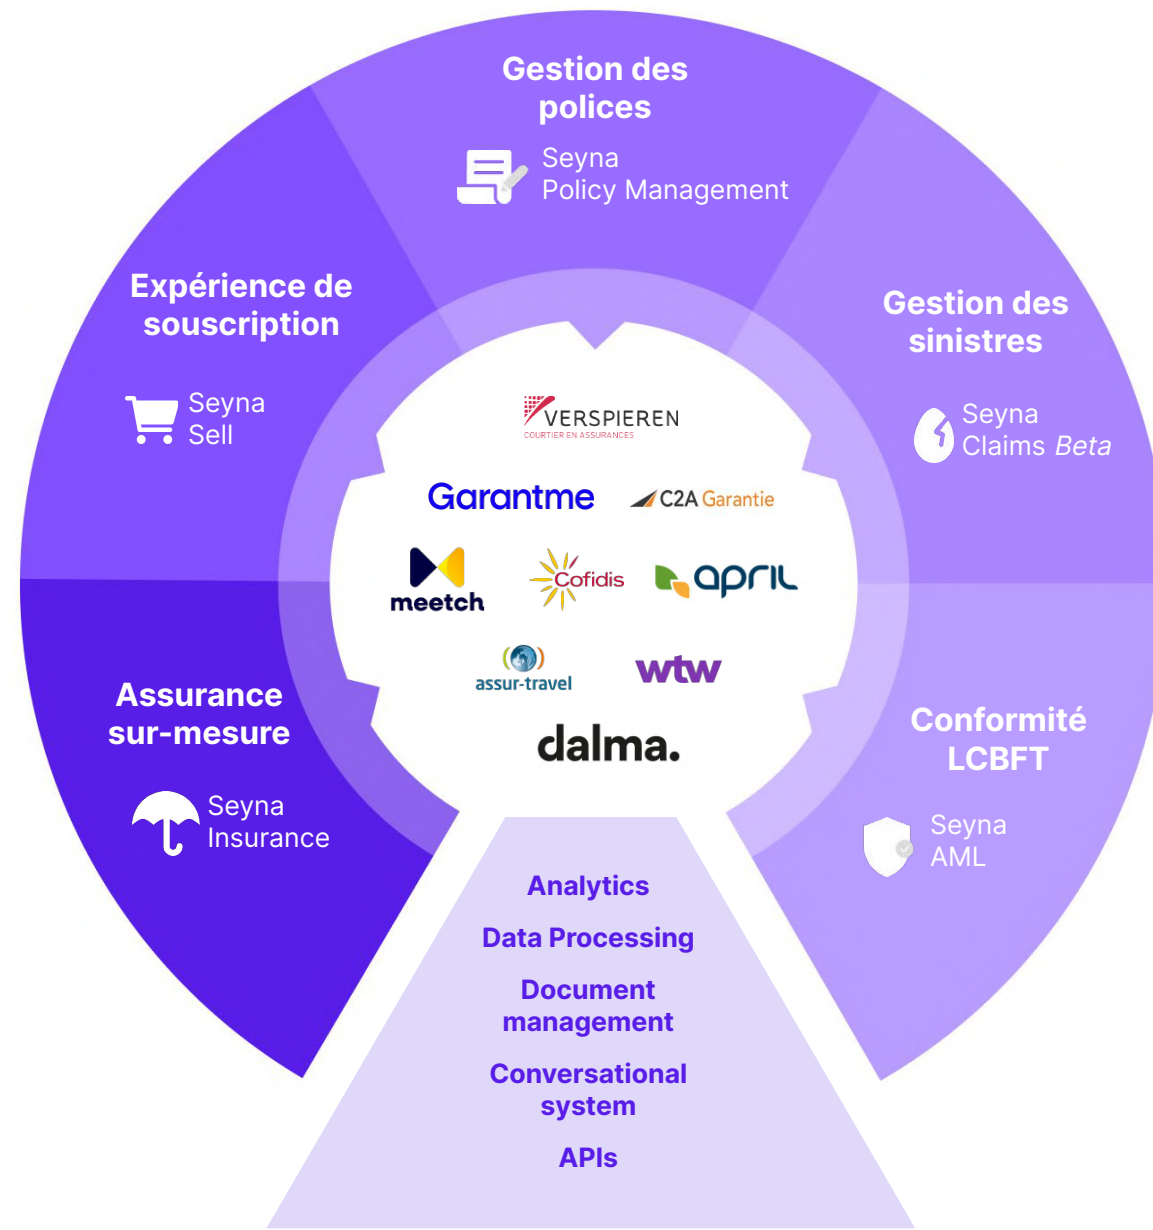 Gestion des
polices
Seyna
Policy Management
Expérience de
souscription
Seyna
Sell
Gestion des
sinistres
Seyna
Claims Beta
VERSPIEREN
COURTIER EN ASSURANCES
Garantme
C2A Garantie
meetch
Cofidis
april
assur-travel
wtw
dalma.
Assurance
sur-mesure
Seyna
Insurance
Conformité
LCBFT
Seyna
AML
Analytics
Data Processing
Document
management
Conversational
system
APIs